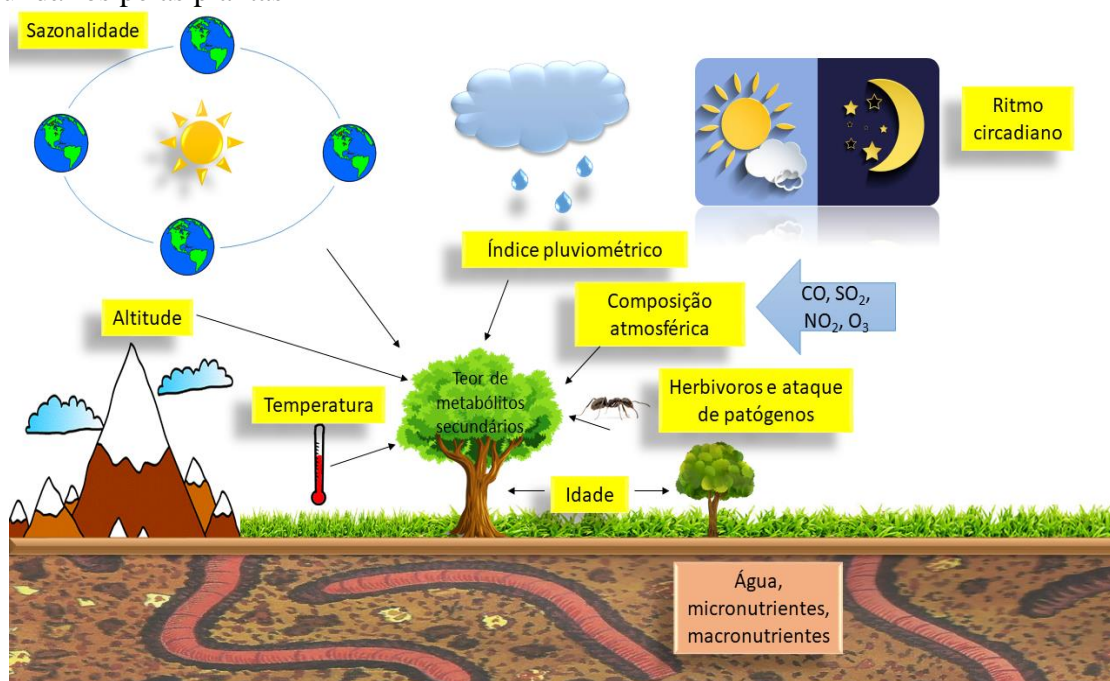 Sazonalidade
Ritmo
circadiano
Índice pluviométrico
CO, SO₂,
NO₂, O₃
Composição
atmosférica
Altitude
Teor de
metabólitos
secundários
Temperatura
Herbivoros e ataque
de patógenos
Idade
Água,
micronutrientes,
macronutrientes